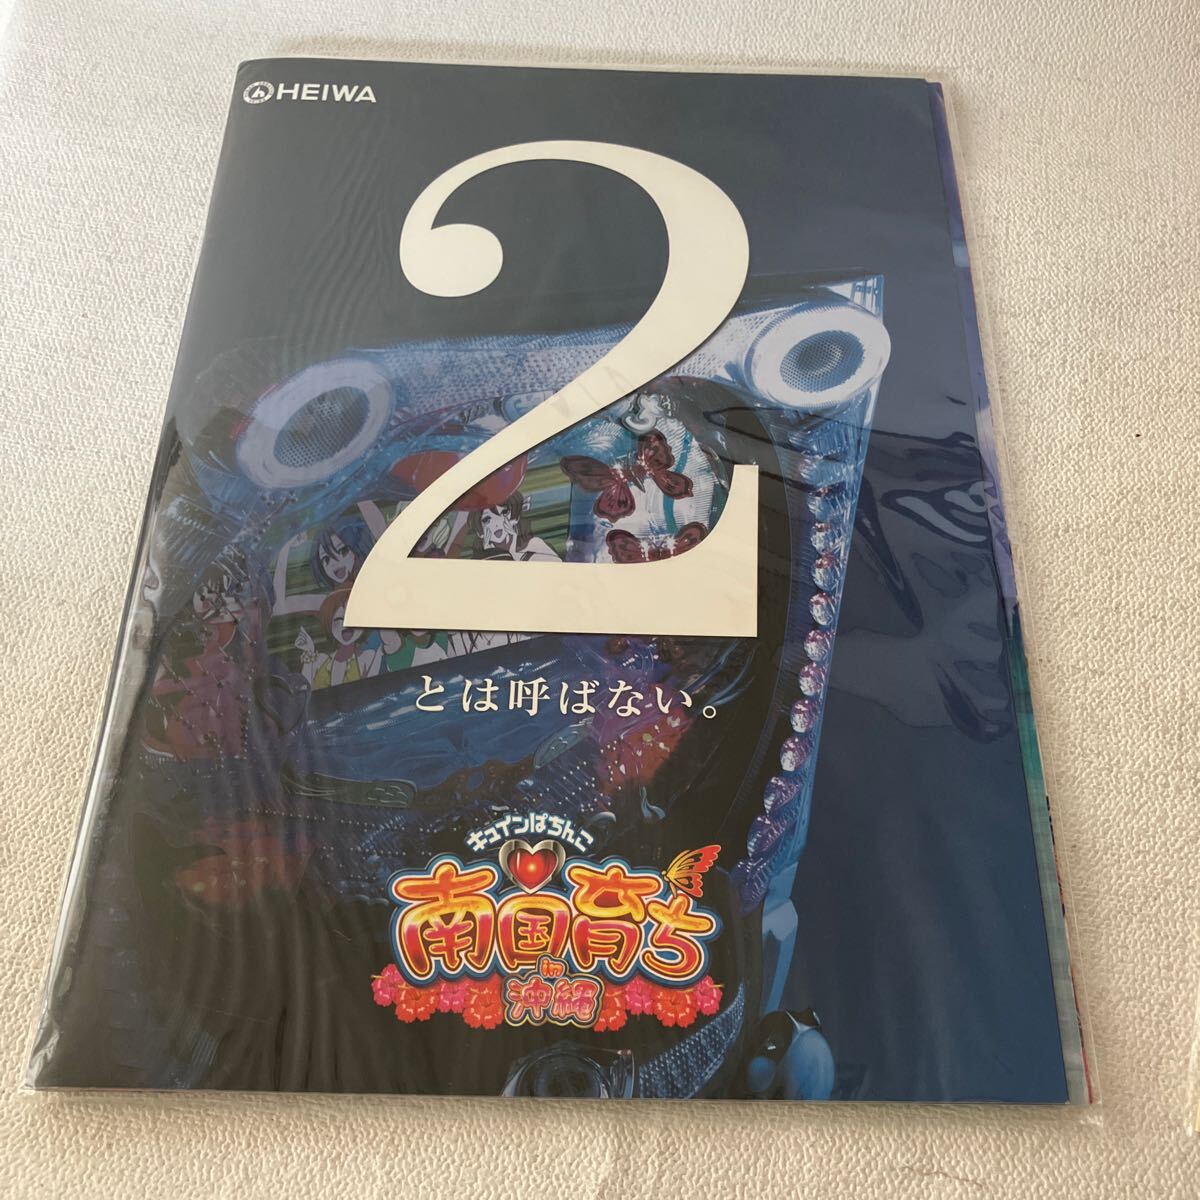 HEIWA
2
とは呼ばない。
キュインぱちんこ
南国育ち
in
沖縄